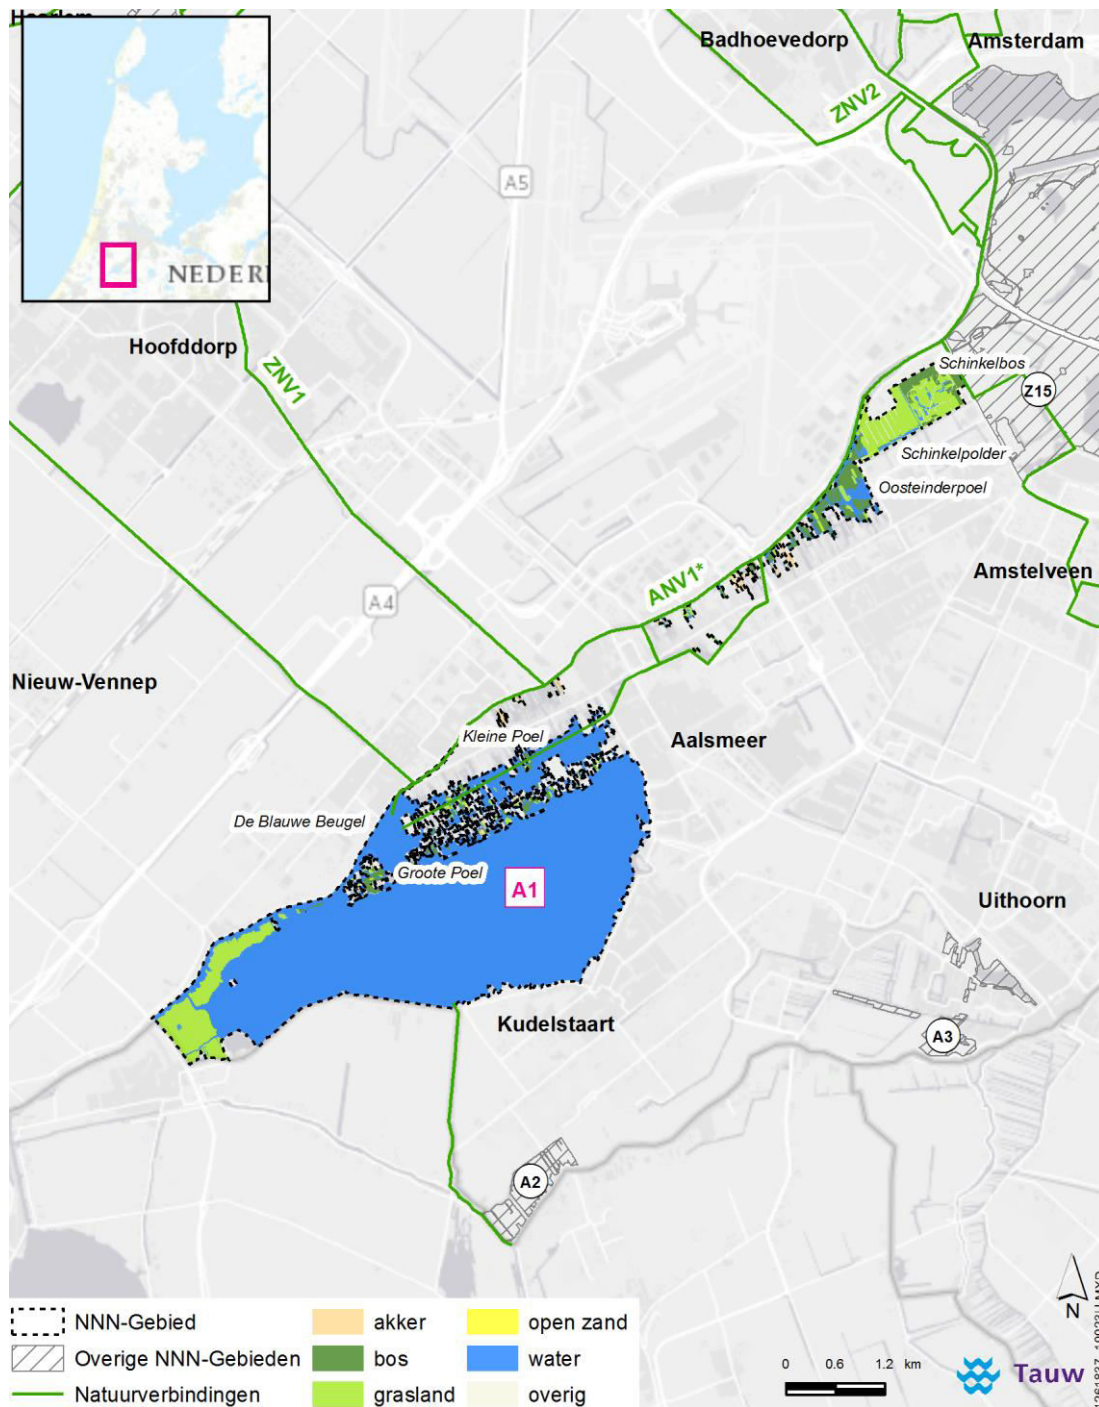 Haarlem
Badhoevedorp
Amsterdam
ZNV2
A5
NEDER
Hoofddorp
ZNV1
Schinkelbos
Z15
Schinkelpolder
Oosteinderpoel
Amstelveen
ANV1*
A4
Nieuw-Vennep
Kleine Poel
Aalsmeer
De Blauwe Beugel
Groote Poel
A1
Uithoorn
Kudelstaart
A3
A2
N
NNN-Gebied
akker
open zand
Overige NNN-Gebieden
bos
water
Natuurverbindingen
grasland
overig
0 0.6 1.2 km
Tauw